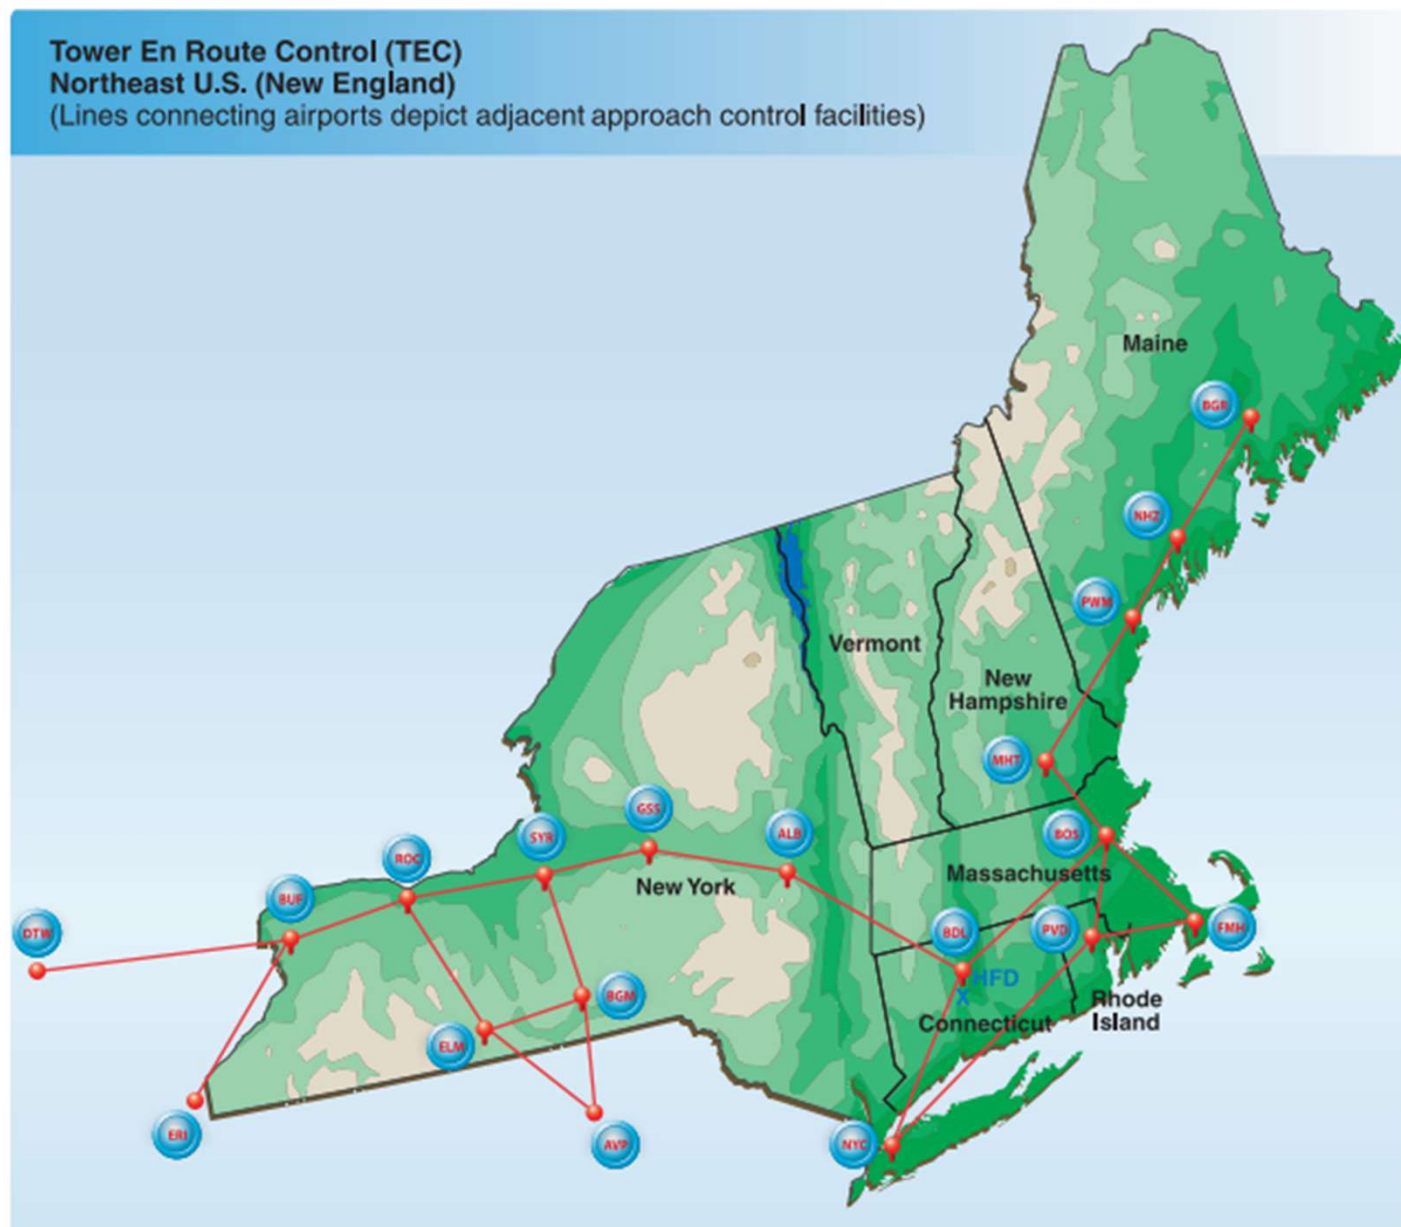 Tower En Route Control (TEC)
Northeast U.S. (New England)
(Lines connecting airports depict adjacent approach control facilities)
Maine
BGR
NHZ
PWM
Vermont
New
Hampshire
MHT
GSS
SYR
ALB
BOS
ROC
Massachusetts
New York
BUF
DTW
BDL
PVD
FMH
HFD
X
BGM
Rhode
Island
Connecticut
ELM
ERI
AVP
NYC